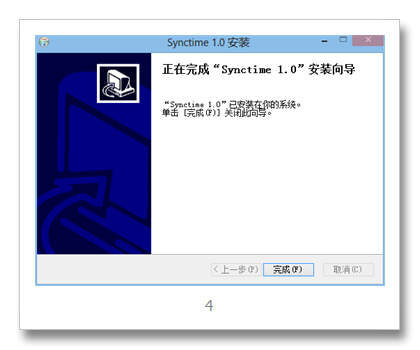 Synctime 1.0 安装
正在完成“Synctime 1.0”安装向导
“Synctime 1.0”已安装在你的系统。
单击 [完成(F)] 关闭此向导。
< 上一步(P) 完成(F) 取消(C)
4